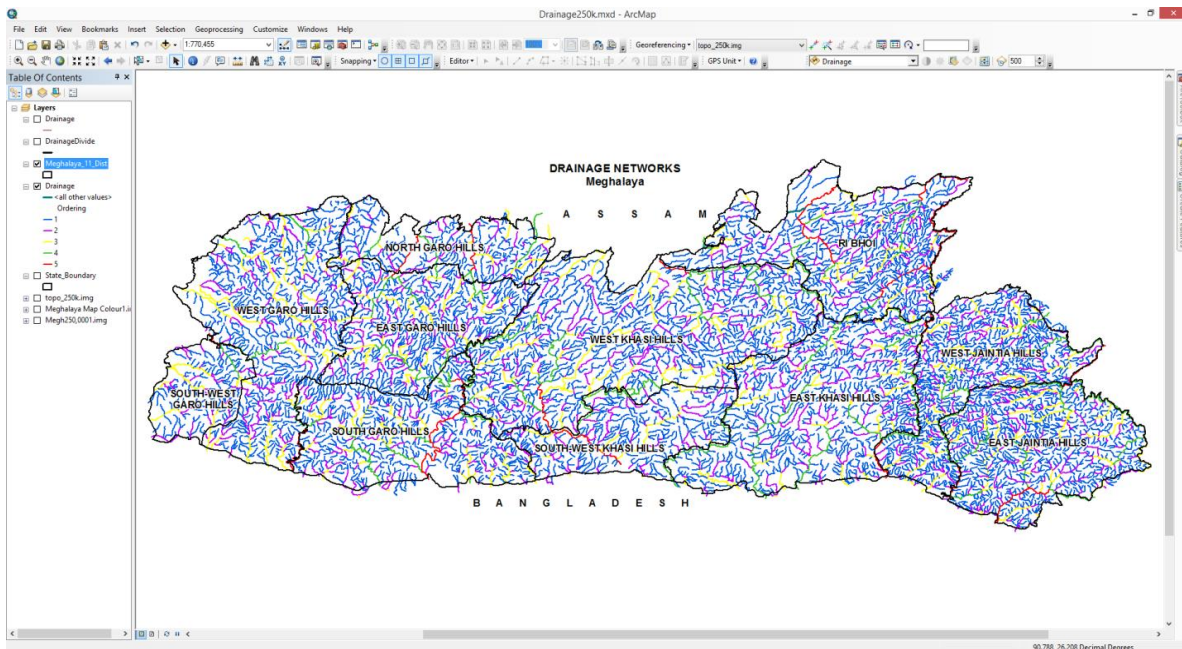 Drainage250k.mxd - ArcMap
File Edit View Bookmarks Insert Selection Geoprocessing Customize Windows Help
1:770,455 Georeferencing topo_250k.img
Snapping Editor GPS Unit Drainage 500
Table Of Contents
Layers
Drainage
DrainageDivide
Meghalaya_11_Dist
Drainage
<all other values>
Ordering
1
2
3
4
5
State_Boundary
topo_250k.img
Meghalaya Map Colour1.i
Megh250,0001.img
DRAINAGE NETWORKS
Meghalaya
A S S A M
NORTH GARO HILLS
RI BHOI
WEST GARO HILLS
EAST GARO HILLS
WEST KHASI HILLS
WEST JAINTIA HILLS
SOUTH-WEST
GARO HILLS
EAST KHASI HILLS
SOUTH GARO HILLS
SOUTH-WEST KHASI HILLS
EAST JAINTIA HILLS
B A N G L A D E S H
90.788 26.208 Decimal Degrees